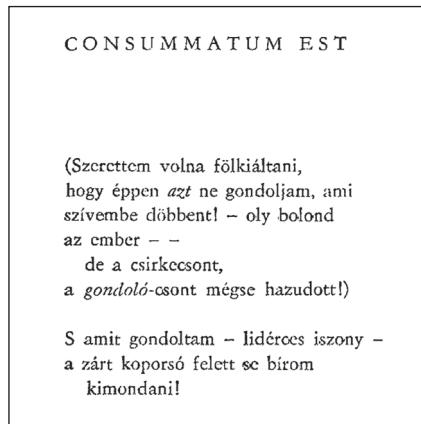 CONSUMMATUM EST
(Szerettem volna fölkiáltani,
hogy éppen azt ne gondoljam, ami
szívembe döbbent! – oly bolond
az ember – –
de a csirkecsont,
a gondoló-csont mégse hazudott!)
S amit gondoltam – lidérces iszony –
a zárt koporsó felett se bírom
kimondani!